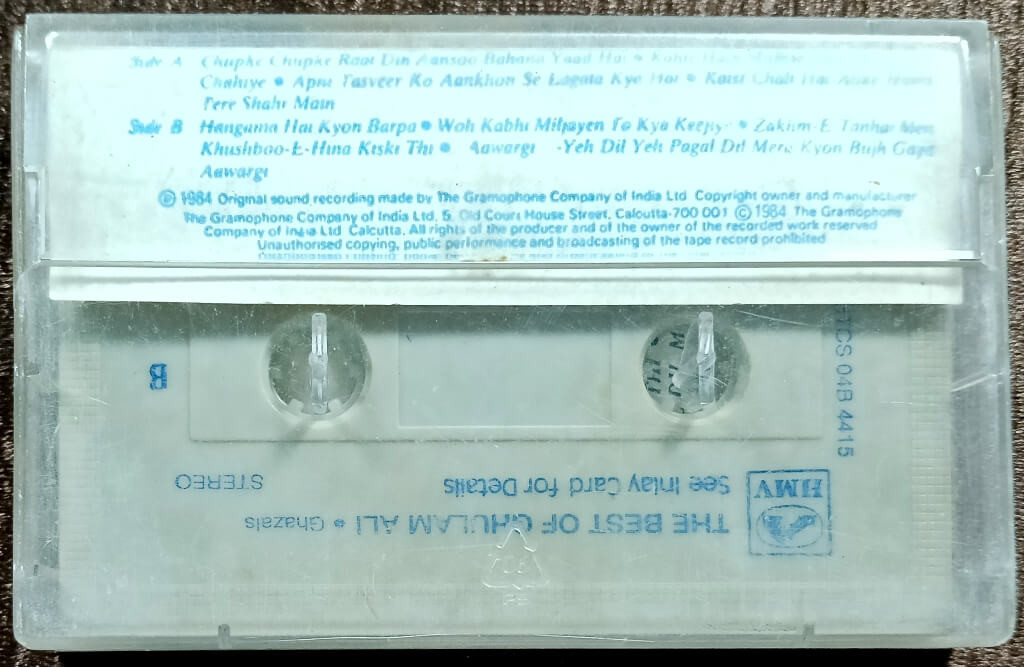 Side A Chupke Chupke Raat Din Aansoo Bahana Yaad Hai •
Chahiye • Apni Tasveer Ko Aankhon Se Lagata Kya Hai • Kaisi Chali Hai
Tere Shahr Main
Side B Hangama Hai Kyon Barpa • Woh Kabhi Miljayen To Kya Keejiye • Zakhm-E-Tanhai Mein
Khushboo-E-Hina Kiski Thi • Aawargi -Yeh Dil Yeh Pagal Dil Mera Kyon Bujh Gaya
Aawargi
Ⓟ 1984 Original sound recording made by The Gramophone Company of India Ltd Copyright owner and manufacturer
The Gramophone Company of India Ltd. 5, Old Court House Street, Calcutta-700 001 © 1984 The Gramophone
Company of India Ltd Calcutta. All rights of the producer and of the owner of the recorded work reserved
Unauthorised copying, public performance and broadcasting of the tape record prohibited
B
HTCS 04B 4415
HMV
THE BEST OF GHULAM ALI • Ghazals
See Inlay Card for Details
STEREO